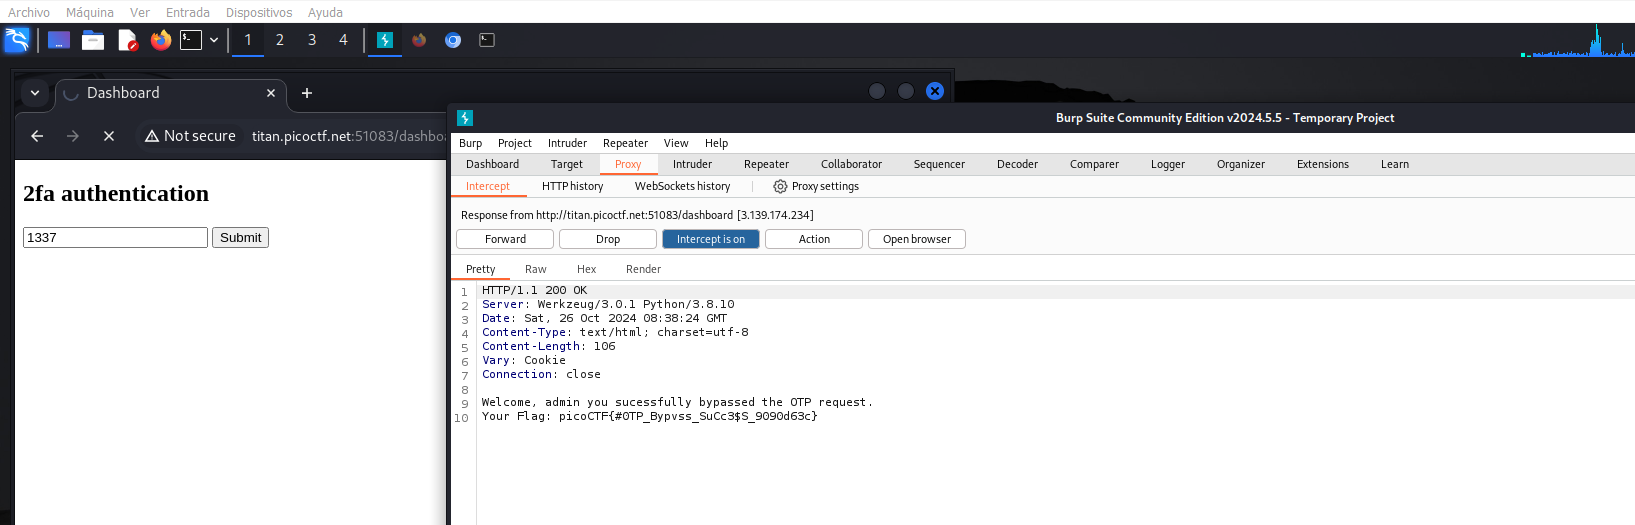 Archivo Máquina Ver Entrada Dispositivos Ayuda
1 2 3 4
Dashboard
Not secure titan.picoctf.net:51083/dashboa
2fa authentication
1337 Submit
Burp Suite Community Edition v2024.5.5 - Temporary Project
Burp Project Intruder Repeater View Help
Dashboard Target Proxy Intruder Repeater Collaborator Sequencer Decoder Comparer Logger Organizer Extensions Learn
Intercept HTTP history WebSockets history Proxy settings
Response from http://titan.picoctf.net:51083/dashboard [3.139.174.234]
Forward Drop Intercept is on Action Open browser
Pretty Raw Hex Render
1 HTTP/1.1 200 OK
2 Server: Werkzeug/3.0.1 Python/3.8.10
3 Date: Sat, 26 Oct 2024 08:38:24 GMT
4 Content-Type: text/html; charset=utf-8
5 Content-Length: 106
6 Vary: Cookie
7 Connection: close
8
9 Welcome, admin you sucessfully bypassed the OTP request.
10 Your Flag: picoCTF{#0TP_Bypvss_SuCc3$S_9090d63c}